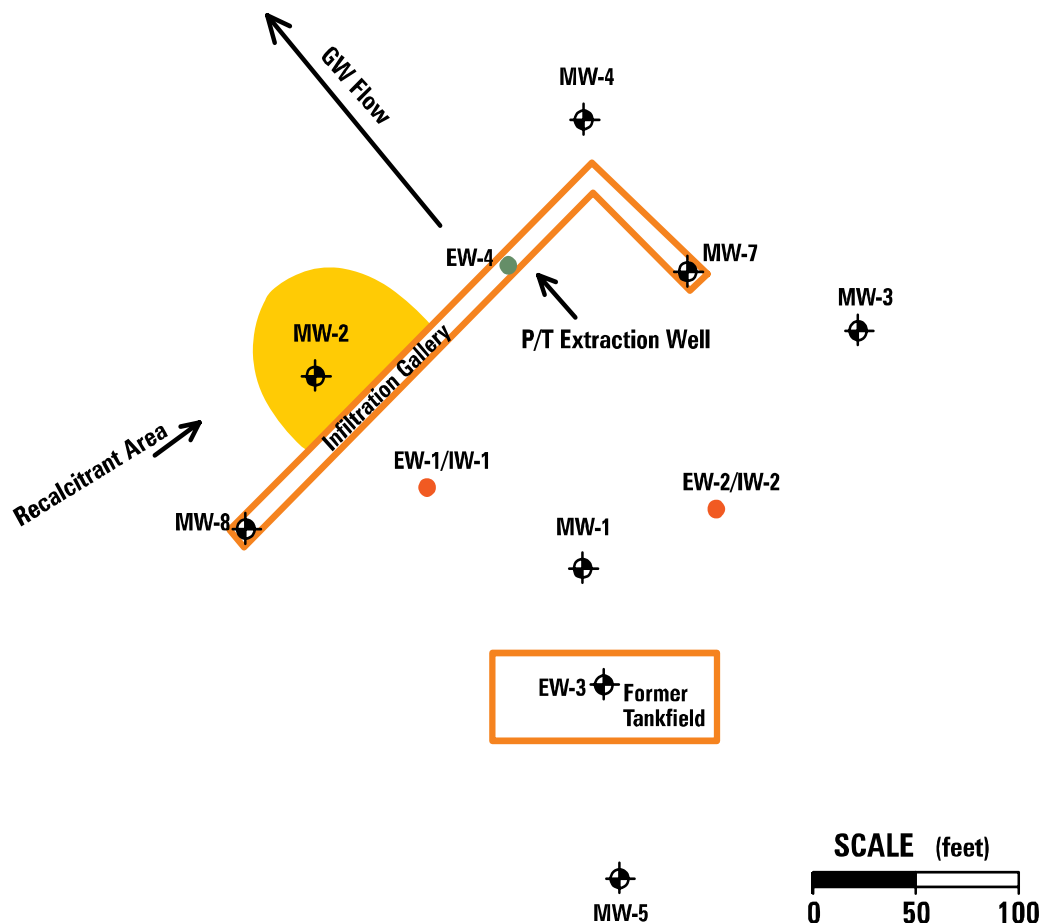 GW Flow
MW-4
EW-4
MW-7
MW-3
P/T Extraction Well
MW-2
Infiltration Gallery
Recalcitrant Area
EW-1/IW-1
EW-2/IW-2
MW-8
MW-1
EW-3
Former
Tankfield
SCALE (feet)
0 50 100
MW-5